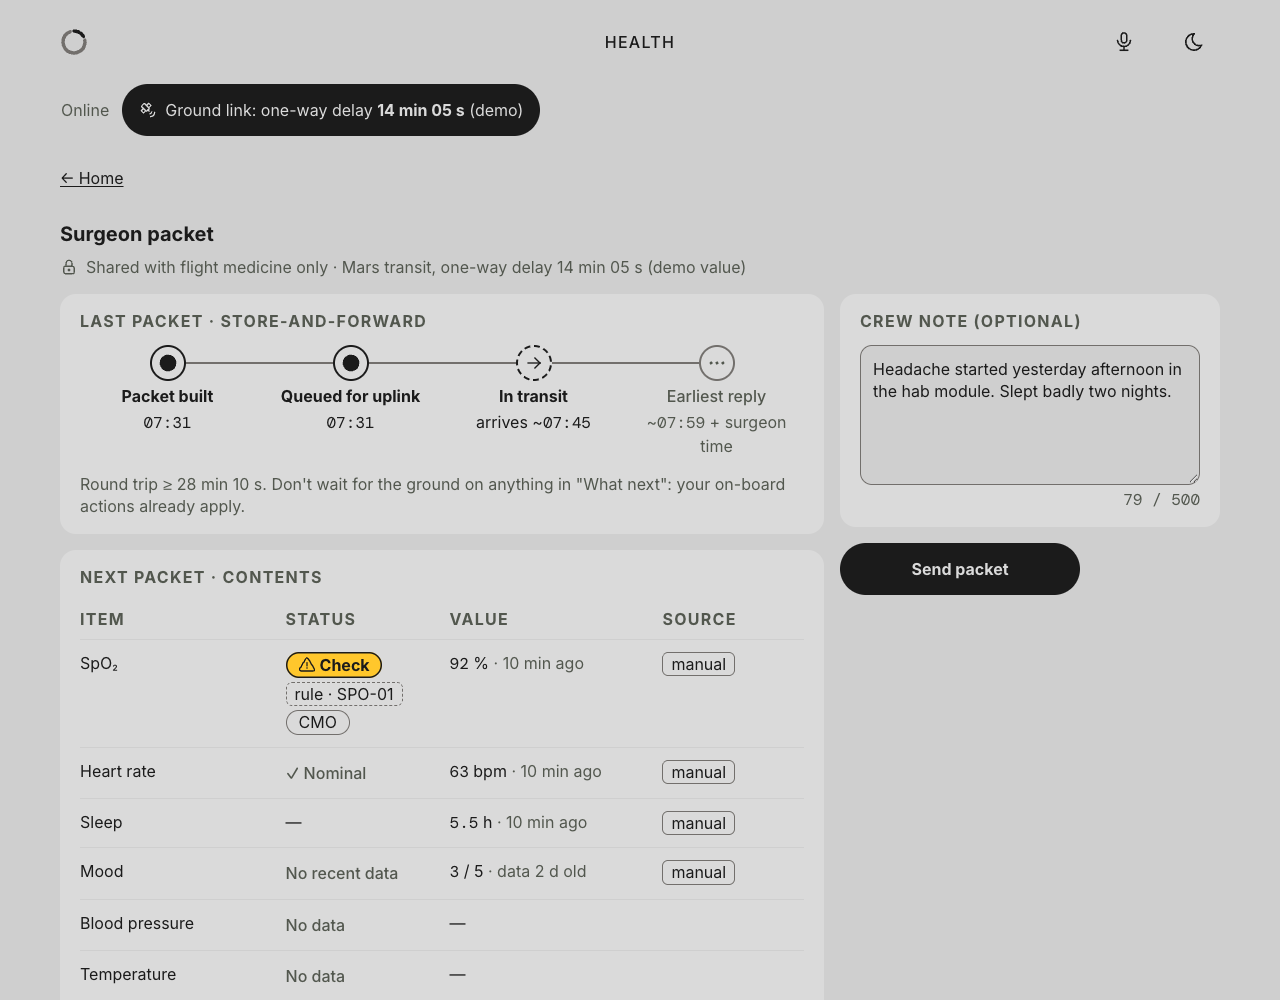 HEALTH
Online
Ground link: one-way delay 14 min 05 s (demo)
← Home
Surgeon packet
Shared with flight medicine only · Mars transit, one-way delay 14 min 05 s (demo value)
LAST PACKET · STORE-AND-FORWARD
Packet built
07:31
Queued for uplink
07:31
In transit
arrives ~07:45
Earliest reply
~07:59 + surgeon
time
Round trip ≥ 28 min 10 s. Don't wait for the ground on anything in "What next": your on-board
actions already apply.
CREW NOTE (OPTIONAL)
Headache started yesterday afternoon in
the hab module. Slept badly two nights.
79 / 500
Send packet
NEXT PACKET · CONTENTS
ITEM STATUS VALUE SOURCE
SpO₂ Check 92 % · 10 min ago manual
rule · SPO-01
CMO
Heart rate ✓ Nominal 63 bpm · 10 min ago manual
Sleep — 5.5 h · 10 min ago manual
Mood No recent data 3 / 5 · data 2 d old manual
Blood pressure No data —
Temperature No data —